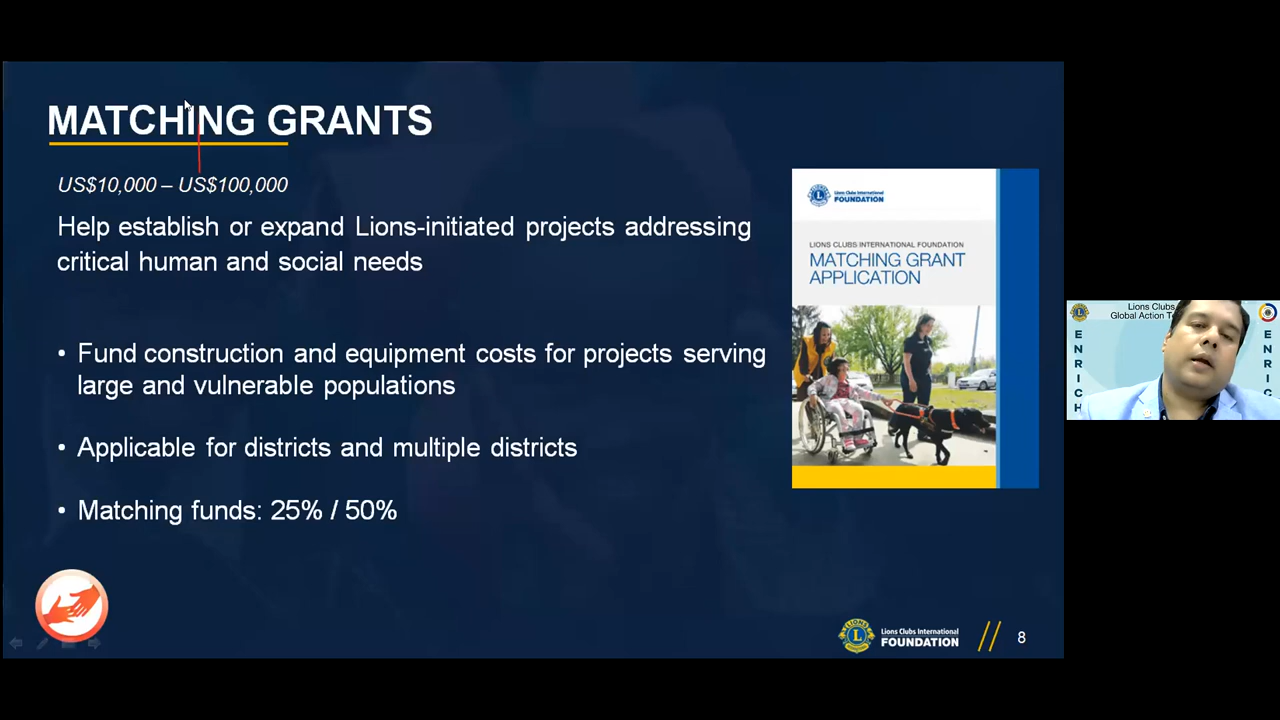 MATCHING GRANTS
US$10,000 – US$100,000
Help establish or expand Lions-initiated projects addressing
critical human and social needs
• Fund construction and equipment costs for projects serving
large and vulnerable populations
• Applicable for districts and multiple districts
• Matching funds: 25% / 50%
Lions Clubs International
FOUNDATION
LIONS CLUBS INTERNATIONAL FOUNDATION
MATCHING GRANT
APPLICATION
LIONS
L
Lions Clubs International
FOUNDATION
8
Lions Clubs
Global Action
E
N
R
I
C
H
E
N
R
I
C